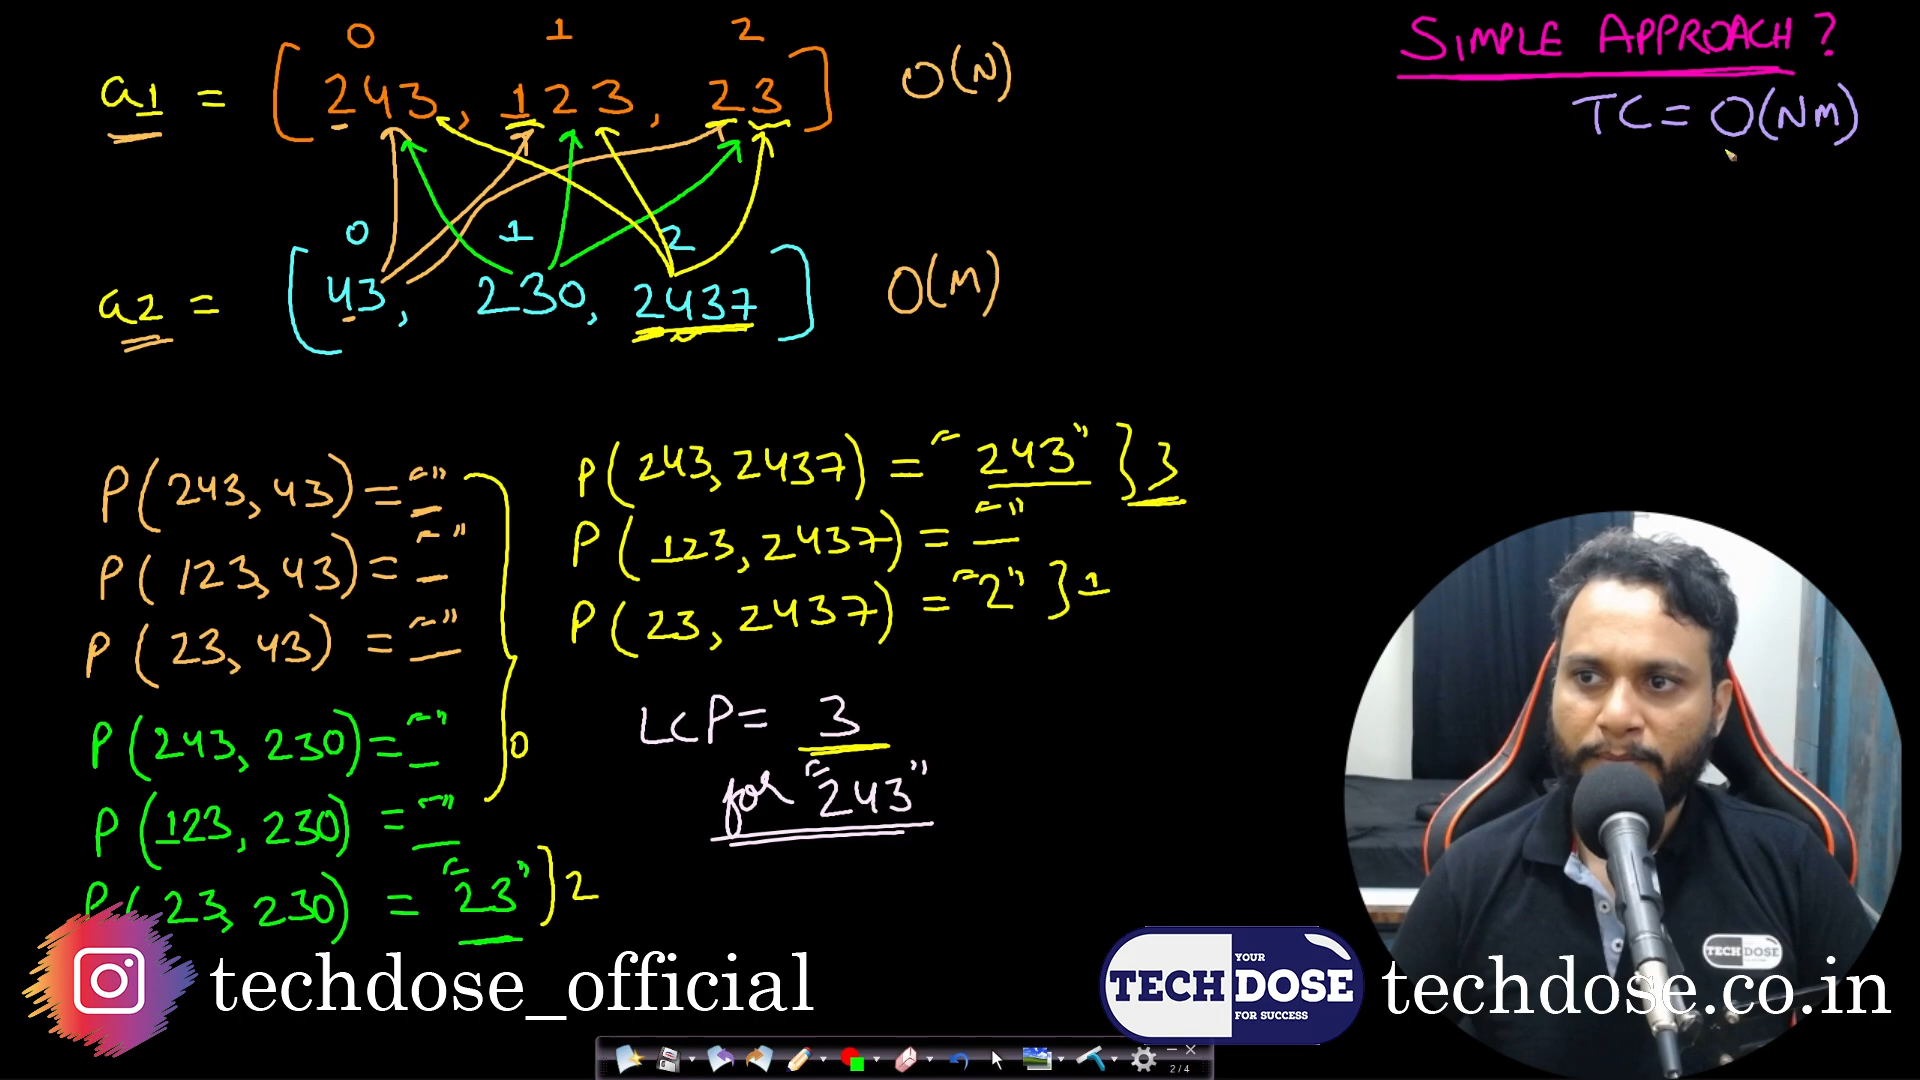 0 1 2
a1 = [243, 123, 23] O(N)
0 1 2
a2 = [43, 230, 2437] O(M)
SIMPLE APPROACH?
TC = O(NM)
P(243, 43) = ""
P(123, 43) = ""
P(23, 43) = ""
P(243, 230) = ""
0
P(123, 230) = ""
P(23, 230) = "23" } 2
P(243, 2437) = "243" } 3
P(123, 2437) = ""
P(23, 2437) = "2" } 1
LCP = 3
for "243"
techdose_official
YOUR
TECH DOSE
FOR SUCCESS
techdose.co.in
TECH DOSE
2/4